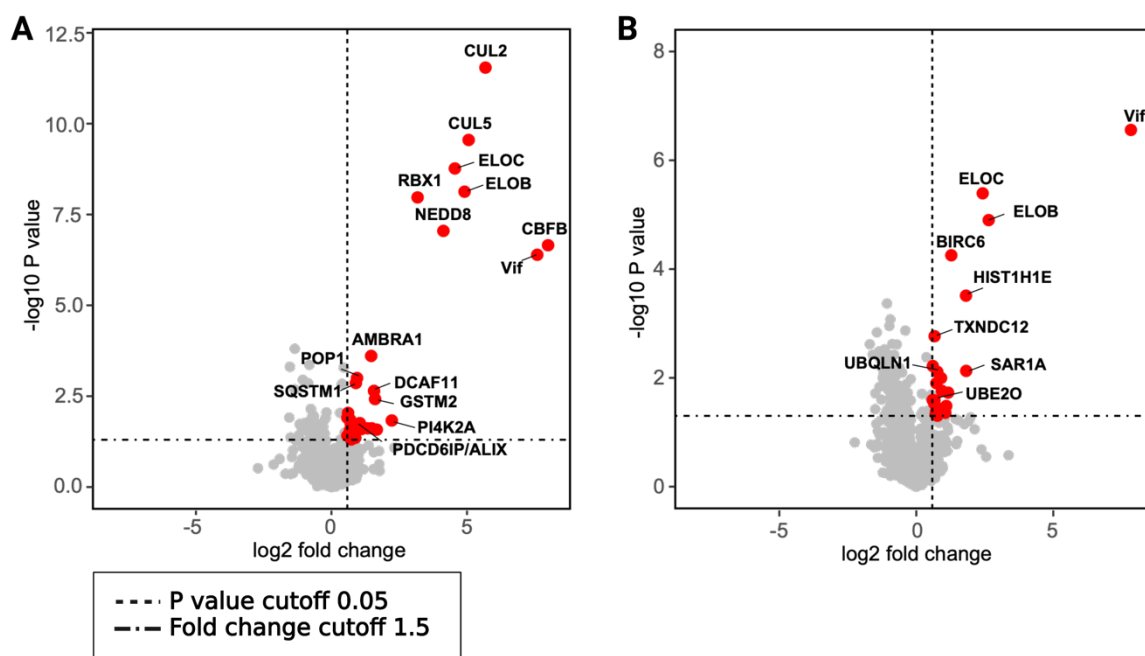 A
12.5
10.0
7.5
5.0
2.5
0.0
-log10 P value
CUL2
CUL5
ELOC
RBX1
ELOB
NEDD8
CBFB
Vif
AMBRA1
POP1
DCAF11
SQSTM1
GSTM2
PI4K2A
PDCD6IP/ALIX
-5
0
5
log2 fold change
B
8
6
4
2
0
-log10 P value
Vif
ELOC
ELOB
BIRC6
HIST1H1E
TXNDC12
UBQLN1
SAR1A
UBE2O
-5
0
5
log2 fold change
P value cutoff 0.05
Fold change cutoff 1.5